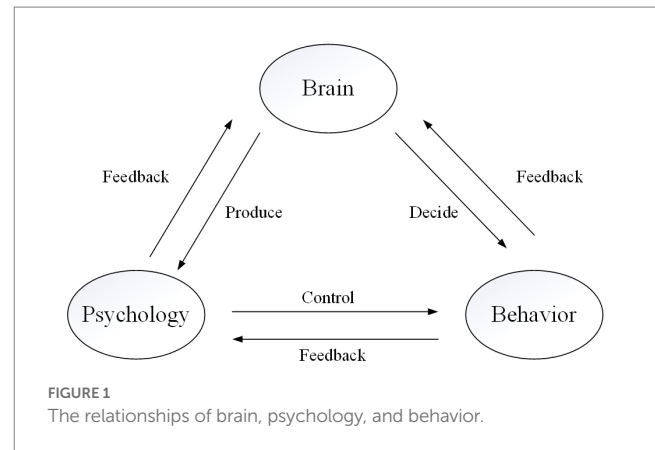 Brain
Feedback
Feedback
Produce
Decide
Psychology
Control
Behavior
Feedback
FIGURE 1
The relationships of brain, psychology, and behavior.